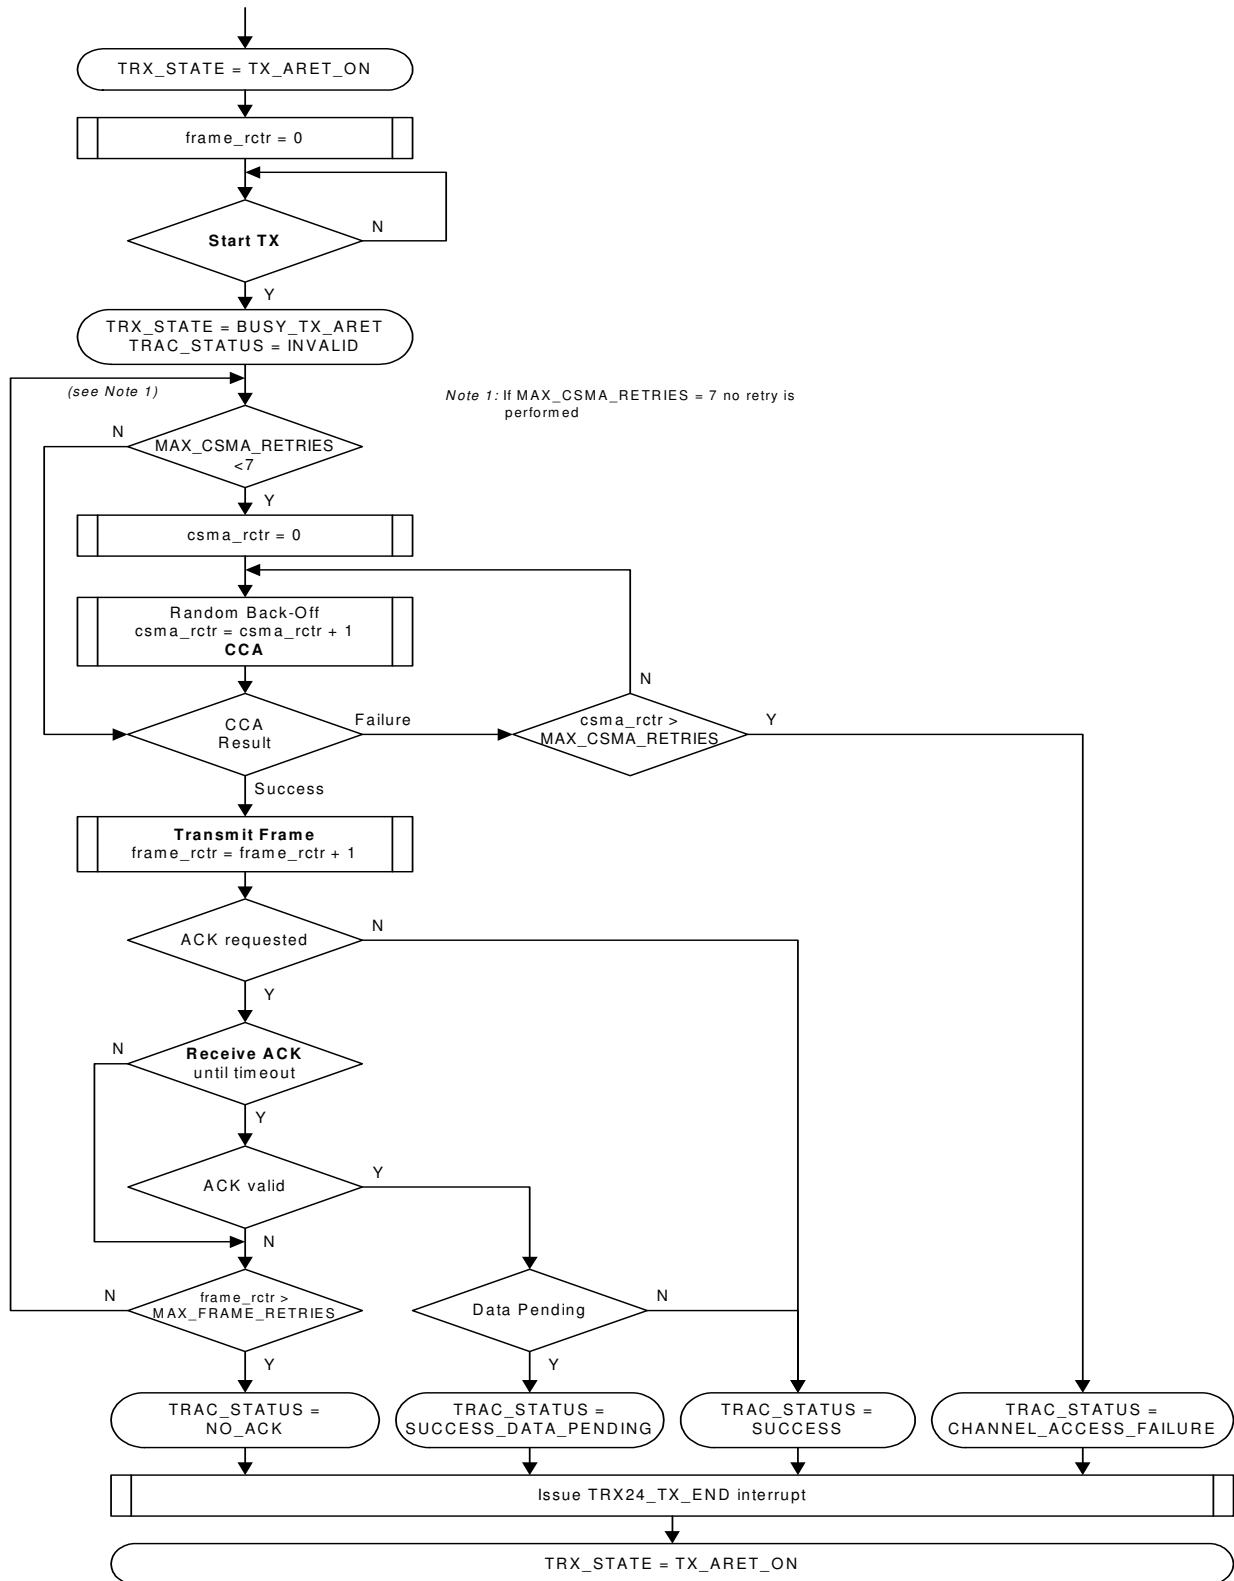 TRX_STATE = TX_ARET_ON
frame_rctr = 0
N
Start TX
Y
TRX_STATE = BUSY_TX_ARET
TRAC_STATUS = INVALID
(see Note 1)
Note 1: If MAX_CSMA_RETRIES = 7 no retry is
performed
N
MAX_CSMA_RETRIES
<7
Y
csma_rctr = 0
Random Back-Off
csma_rctr = csma_rctr + 1
CCA
N
CCA
Result
Failure
csma_rctr >
MAX_CSMA_RETRIES
Y
Success
Transmit Frame
frame_rctr = frame_rctr + 1
N
ACK requested
Y
N
Receive ACK
until timeout
Y
Y
ACK valid
N
N
frame_rctr >
MAX_FRAME_RETRIES
Data Pending
N
Y
Y
TRAC_STATUS =
NO_ACK
TRAC_STATUS =
SUCCESS_DATA_PENDING
TRAC_STATUS =
SUCCESS
TRAC_STATUS =
CHANNEL_ACCESS_FAILURE
Issue TRX24_TX_END interrupt
TRX_STATE = TX_ARET_ON